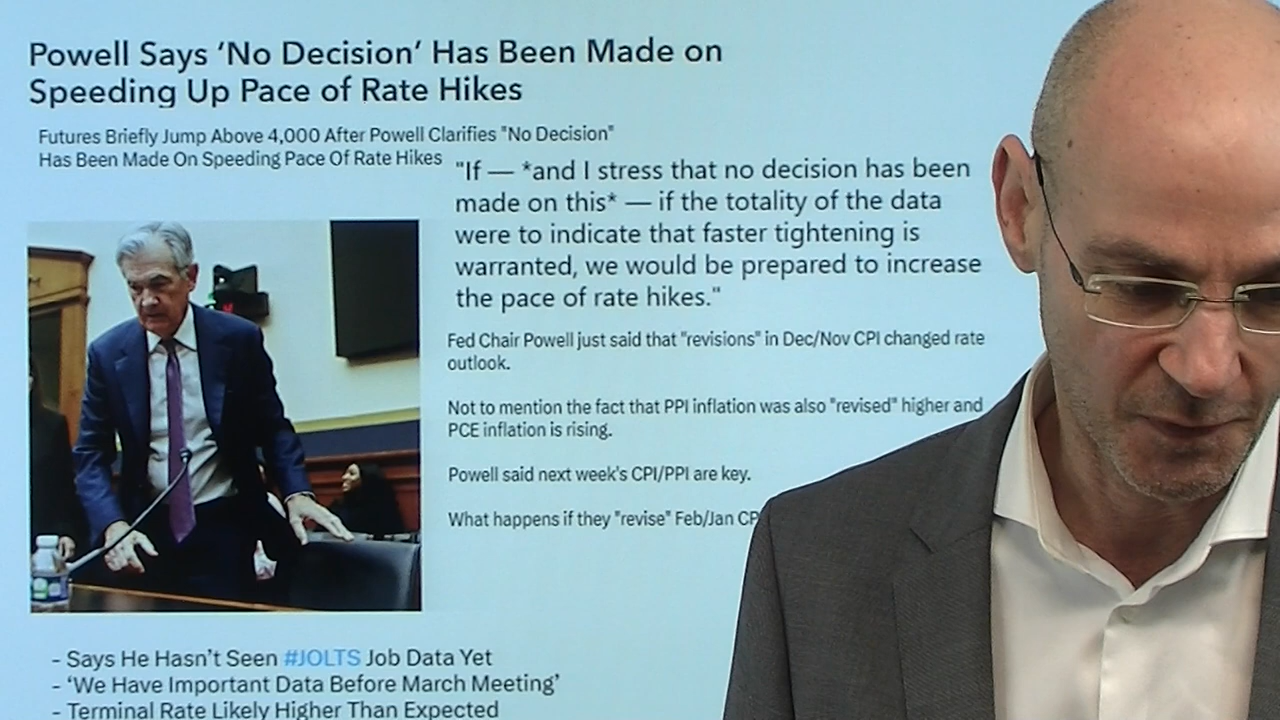 Powell Says ‘No Decision’ Has Been Made on
Speeding Up Pace of Rate Hikes
Futures Briefly Jump Above 4,000 After Powell Clarifies "No Decision"
Has Been Made On Speeding Pace Of Rate Hikes
"If — *and I stress that no decision has been
made on this* — if the totality of the data
were to indicate that faster tightening is
warranted, we would be prepared to increase
the pace of rate hikes."
Fed Chair Powell just said that "revisions" in Dec/Nov CPI changed rate
outlook.
Not to mention the fact that PPI inflation was also "revised" higher and
PCE inflation is rising.
Powell said next week's CPI/PPI are key.
What happens if they "revise" Feb/Jan CP
- Says He Hasn’t Seen #JOLTS Job Data Yet
- ‘We Have Important Data Before March Meeting’
- Terminal Rate Likely Higher Than Expected